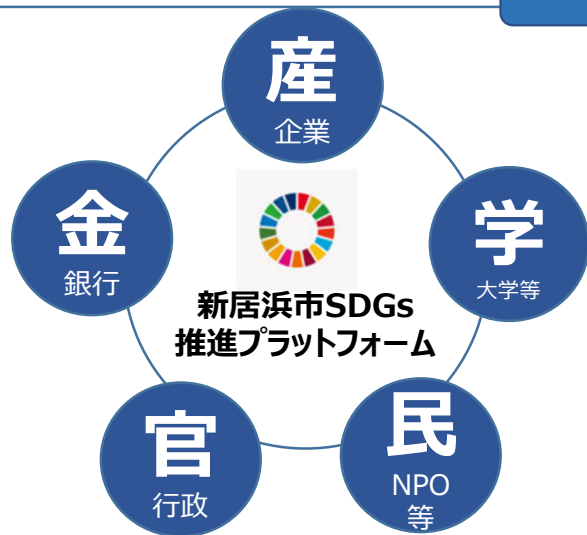 産
企業
金
銀行
学
大学等
新居浜市SDGs
推進プラットフォーム
官
行政
民
NPO
等